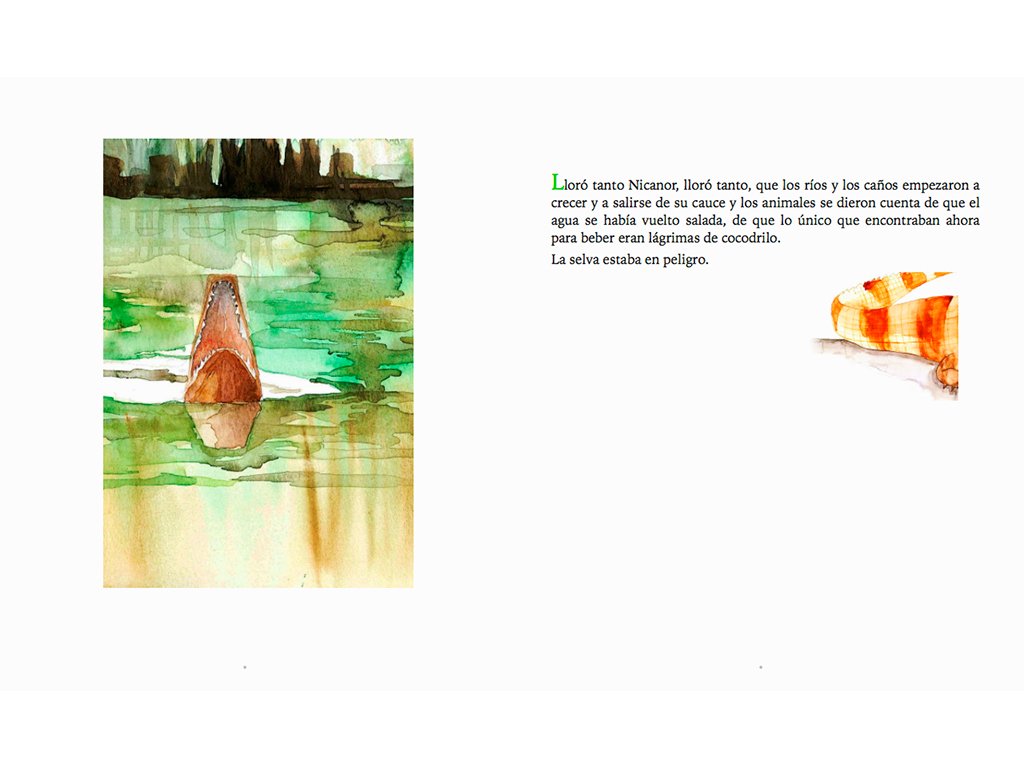 Lloró tanto Nicanor, lloró tanto, que los ríos y los caños empezaron a
crecer y a salirse de su cauce y los animales se dieron cuenta de que el
agua se había vuelto salada, de que lo único que encontraban ahora
para beber eran lágrimas de cocodrilo.
La selva estaba en peligro.